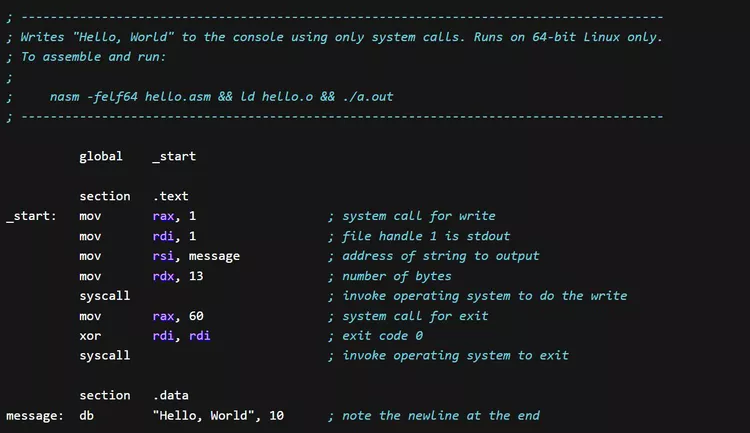 ; ----------------------------------------------------------------------------------------
; Writes "Hello, World" to the console using only system calls. Runs on 64-bit Linux only.
; To assemble and run:
;
;     nasm -felf64 hello.asm && ld hello.o && ./a.out
; ----------------------------------------------------------------------------------------

          global    _start

          section   .text
_start:   mov       rax, 1                  ; system call for write
          mov       rdi, 1                  ; file handle 1 is stdout
          mov       rsi, message            ; address of string to output
          mov       rdx, 13                 ; number of bytes
          syscall                           ; invoke operating system to do the write
          mov       rax, 60                 ; system call for exit
          xor       rdi, rdi                ; exit code 0
          syscall                           ; invoke operating system to exit

          section   .data
message:  db        "Hello, World", 10      ; note the newline at the end